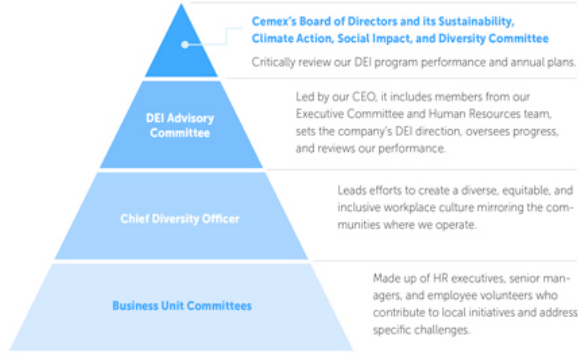 Cemex's Board of Directors and its Sustainability,
Climate Action, Social Impact, and Diversity Committee
Critically review our DEI program performance and annual plans.
DEI Advisory
Committee
Led by our CEO, it includes members from our
Executive Committee and Human Resources team,
sets the company's DEI direction, oversees progress,
and reviews our performance.
Chief Diversity Officer
Leads efforts to create a diverse, equitable, and
inclusive workplace culture mirroring the com-
munities where we operate.
Business Unit Committees
Made up of HR executives, senior man-
agers, and employee volunteers who
contribute to local initiatives and address
specific challenges.